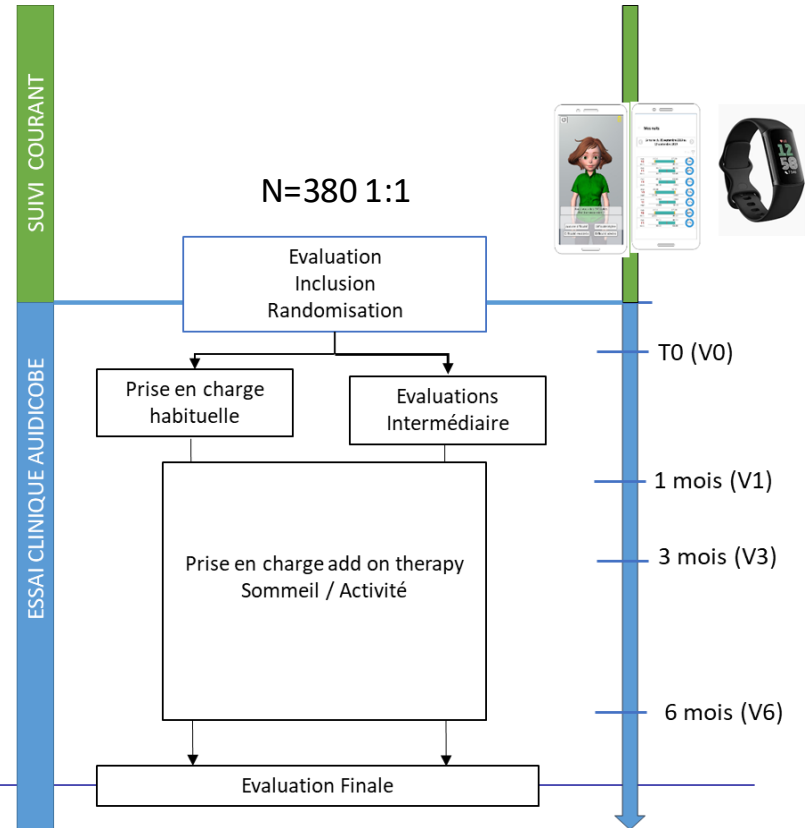 SUIVI COURANT
N=380 1:1
12
58
Evaluation
Inclusion
Randomisation
ESSAI CLINIQUE AUIDICOBE
T0 (V0)
Prise en charge
habituelle
Evaluations
Intermédiaire
1 mois (V1)
Prise en charge add on therapy
Sommeil / Activité
3 mois (V3)
6 mois (V6)
Evaluation Finale